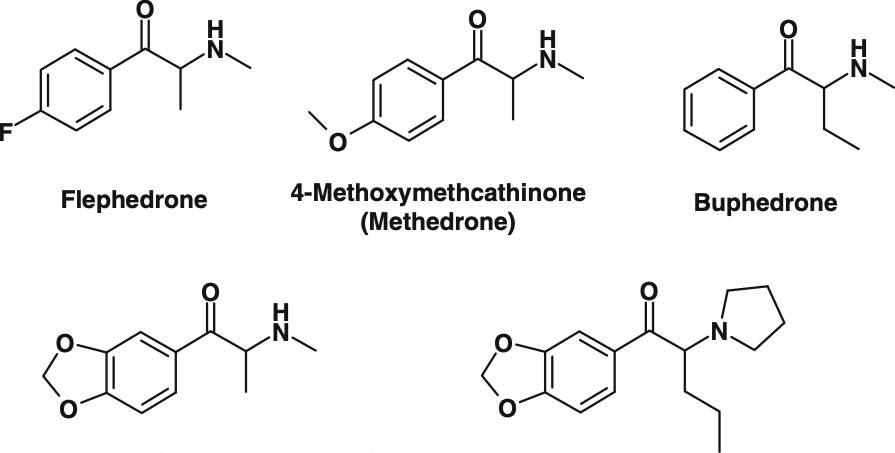 O
H
N
F
Flephedrone
O
H
N
O
4-Methoxymethcathinone
(Methedrone)
O
H
N
Buphedrone
O
H
N
O
O
O
N
O
O